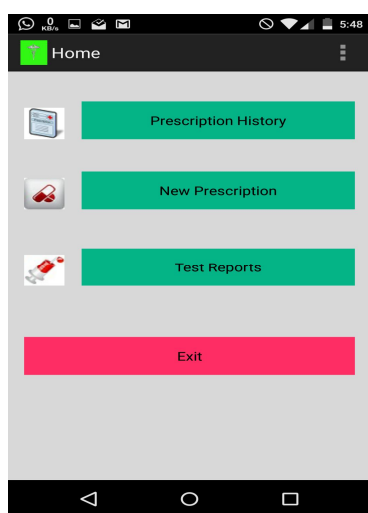 0
KB/s
5:48
Home
Prescription History
New Prescription
Test Reports
Exit